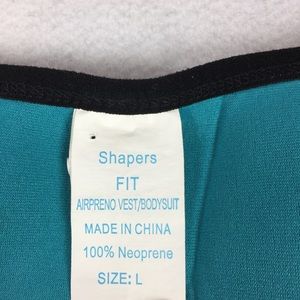 Shapers
FIT
AIRPRENO VEST/BODYSUIT
MADE IN CHINA
100% Neoprene
SIZE: L